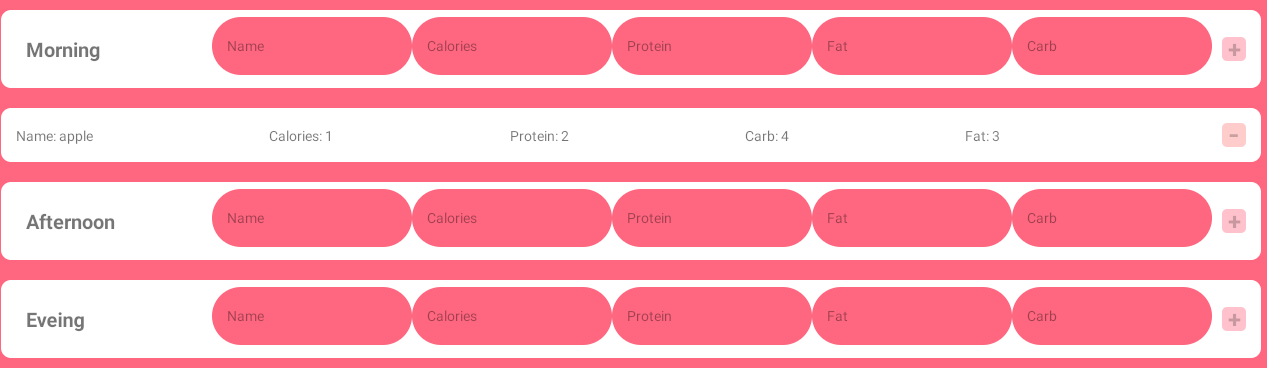 Morning Name Calories Protein Fat Carb +
Name: apple Calories: 1 Protein: 2 Carb: 4 Fat: 3 -
Afternoon Name Calories Protein Fat Carb +
Eveing Name Calories Protein Fat Carb +